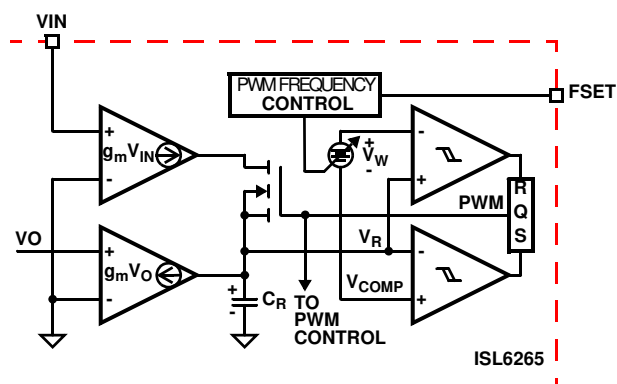 VIN
PWM FREQUENCY
CONTROL
FSET
+
gmVIN
-
+
VW
-
-
+
R
Q
S
PWM
VO
+
gmVO
-
VR
-
VCOMP
+
+
CR
-
TO
PWM
CONTROL
ISL6265